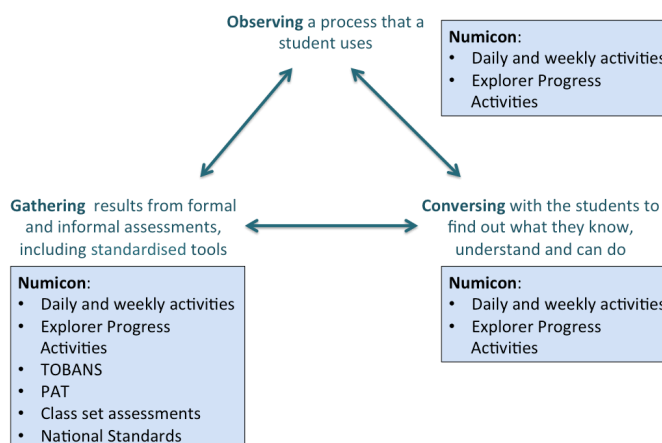 Observing a process that a
student uses
Numicon:
• Daily and weekly activities
• Explorer Progress
Activities
Gathering results from formal
and informal assessments,
including standardised tools
Numicon:
• Daily and weekly activities
• Explorer Progress
Activities
• TOBANS
• PAT
• Class set assessments
• National Standards
Conversing with the students to
find out what they know,
understand and can do
Numicon:
• Daily and weekly activities
• Explorer Progress
Activities